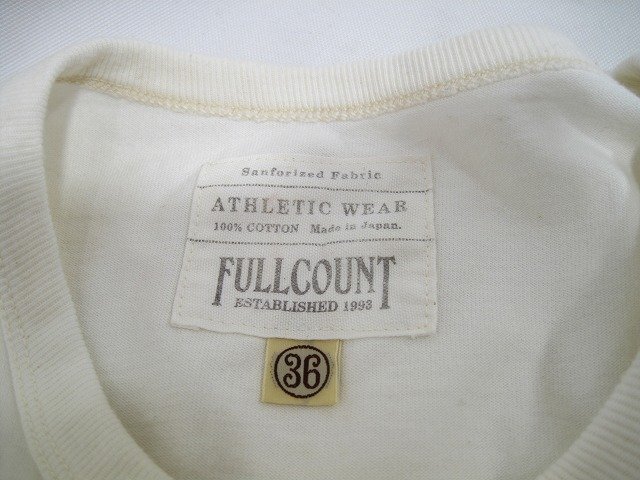 Sanforized Fabric
ATHLETIC WEAR
100% COTTON Made in Japan.
FULLCOUNT
ESTABLISHED 1993
36